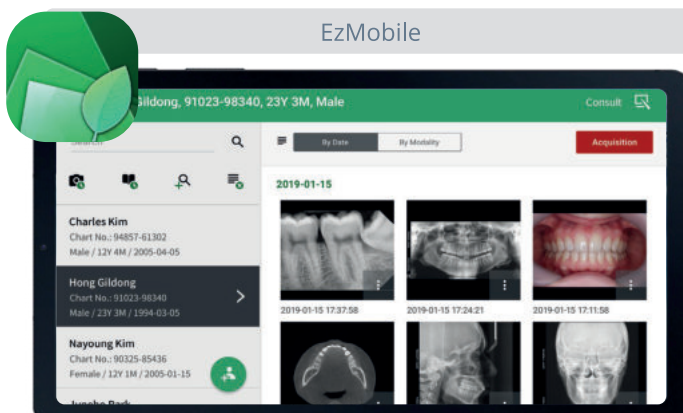 EzMobile
Gildong, 91023-98340, 23Y 3M, Male
Consult
Search
By Date
By Modality
Acquisition
2019-01-15
Charles Kim
Chart No.: 94857-61302
Male / 12Y 4M / 2005-04-05
Hong Gildong
Chart No.: 91023-98340
Male / 23Y 3M / 1994-03-05
Nayoung Kim
Chart No.: 90325-85436
Female / 12Y 1M / 2005-01-15
2019-01-15 17:37:58
2019-01-15 17:24:21
2019-01-15 17:11:58